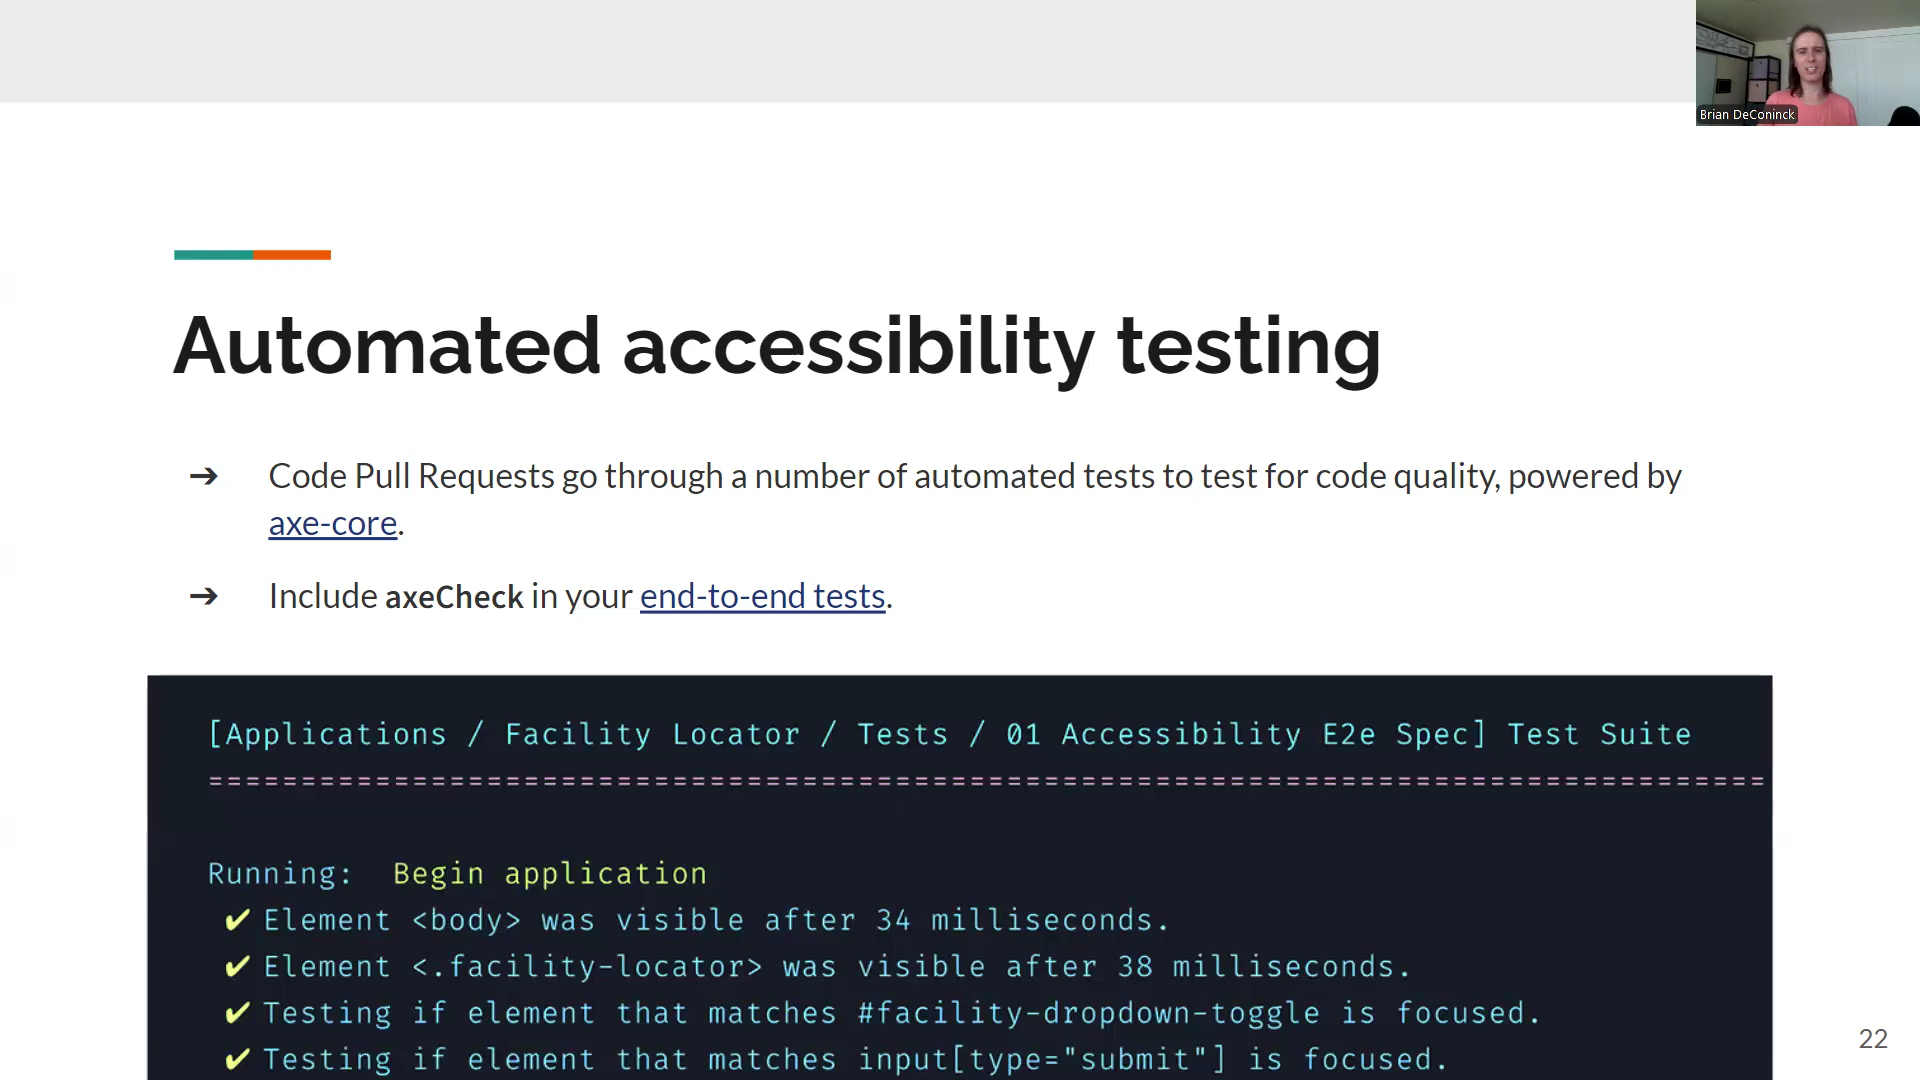 Brian DeConinck
Automated accessibility testing
➔ Code Pull Requests go through a number of automated tests to test for code quality, powered by
axe-core.
➔ Include axeCheck in your end-to-end tests.
[Applications / Facility Locator / Tests / 01 Accessibility E2e Spec] Test Suite
====================================================================================
Running:  Begin application
✔ Element <body> was visible after 34 milliseconds.
✔ Element <.facility-locator> was visible after 38 milliseconds.
✔ Testing if element that matches #facility-dropdown-toggle is focused.
✔ Testing if element that matches input[type="submit"] is focused.
22